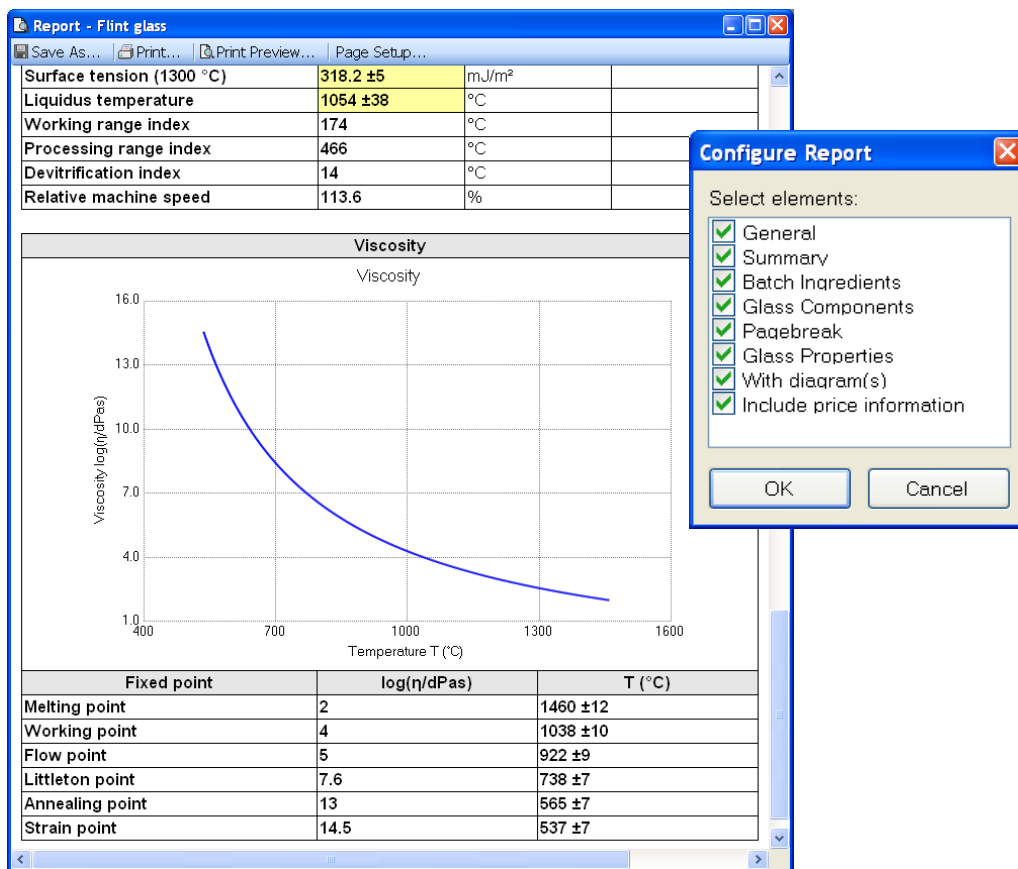 Report - Flint glass
Save As... Print... Print Preview... Page Setup...
Surface tension (1300 °C) 318.2 ±5 mJ/m²
Liquidus temperature 1054 ±38 °C
Working range index 174 °C
Processing range index 466 °C
Devitrification index 14 °C
Relative machine speed 113.6 %
Viscosity
Viscosity
16.0
13.0
10.0
7.0
4.0
1.0
Viscosity log(η/dPas)
400 700 1000 1300 1600
Temperature T (°C)
Fixed point log(η/dPas) T (°C)
Melting point 2 1460 ±12
Working point 4 1038 ±10
Flow point 5 922 ±9
Littleton point 7.6 738 ±7
Annealing point 13 565 ±7
Strain point 14.5 537 ±7
Configure Report
Select elements:
General
Summary
Batch Ingredients
Glass Components
Pagebreak
Glass Properties
With diagram(s)
Include price information
OK Cancel